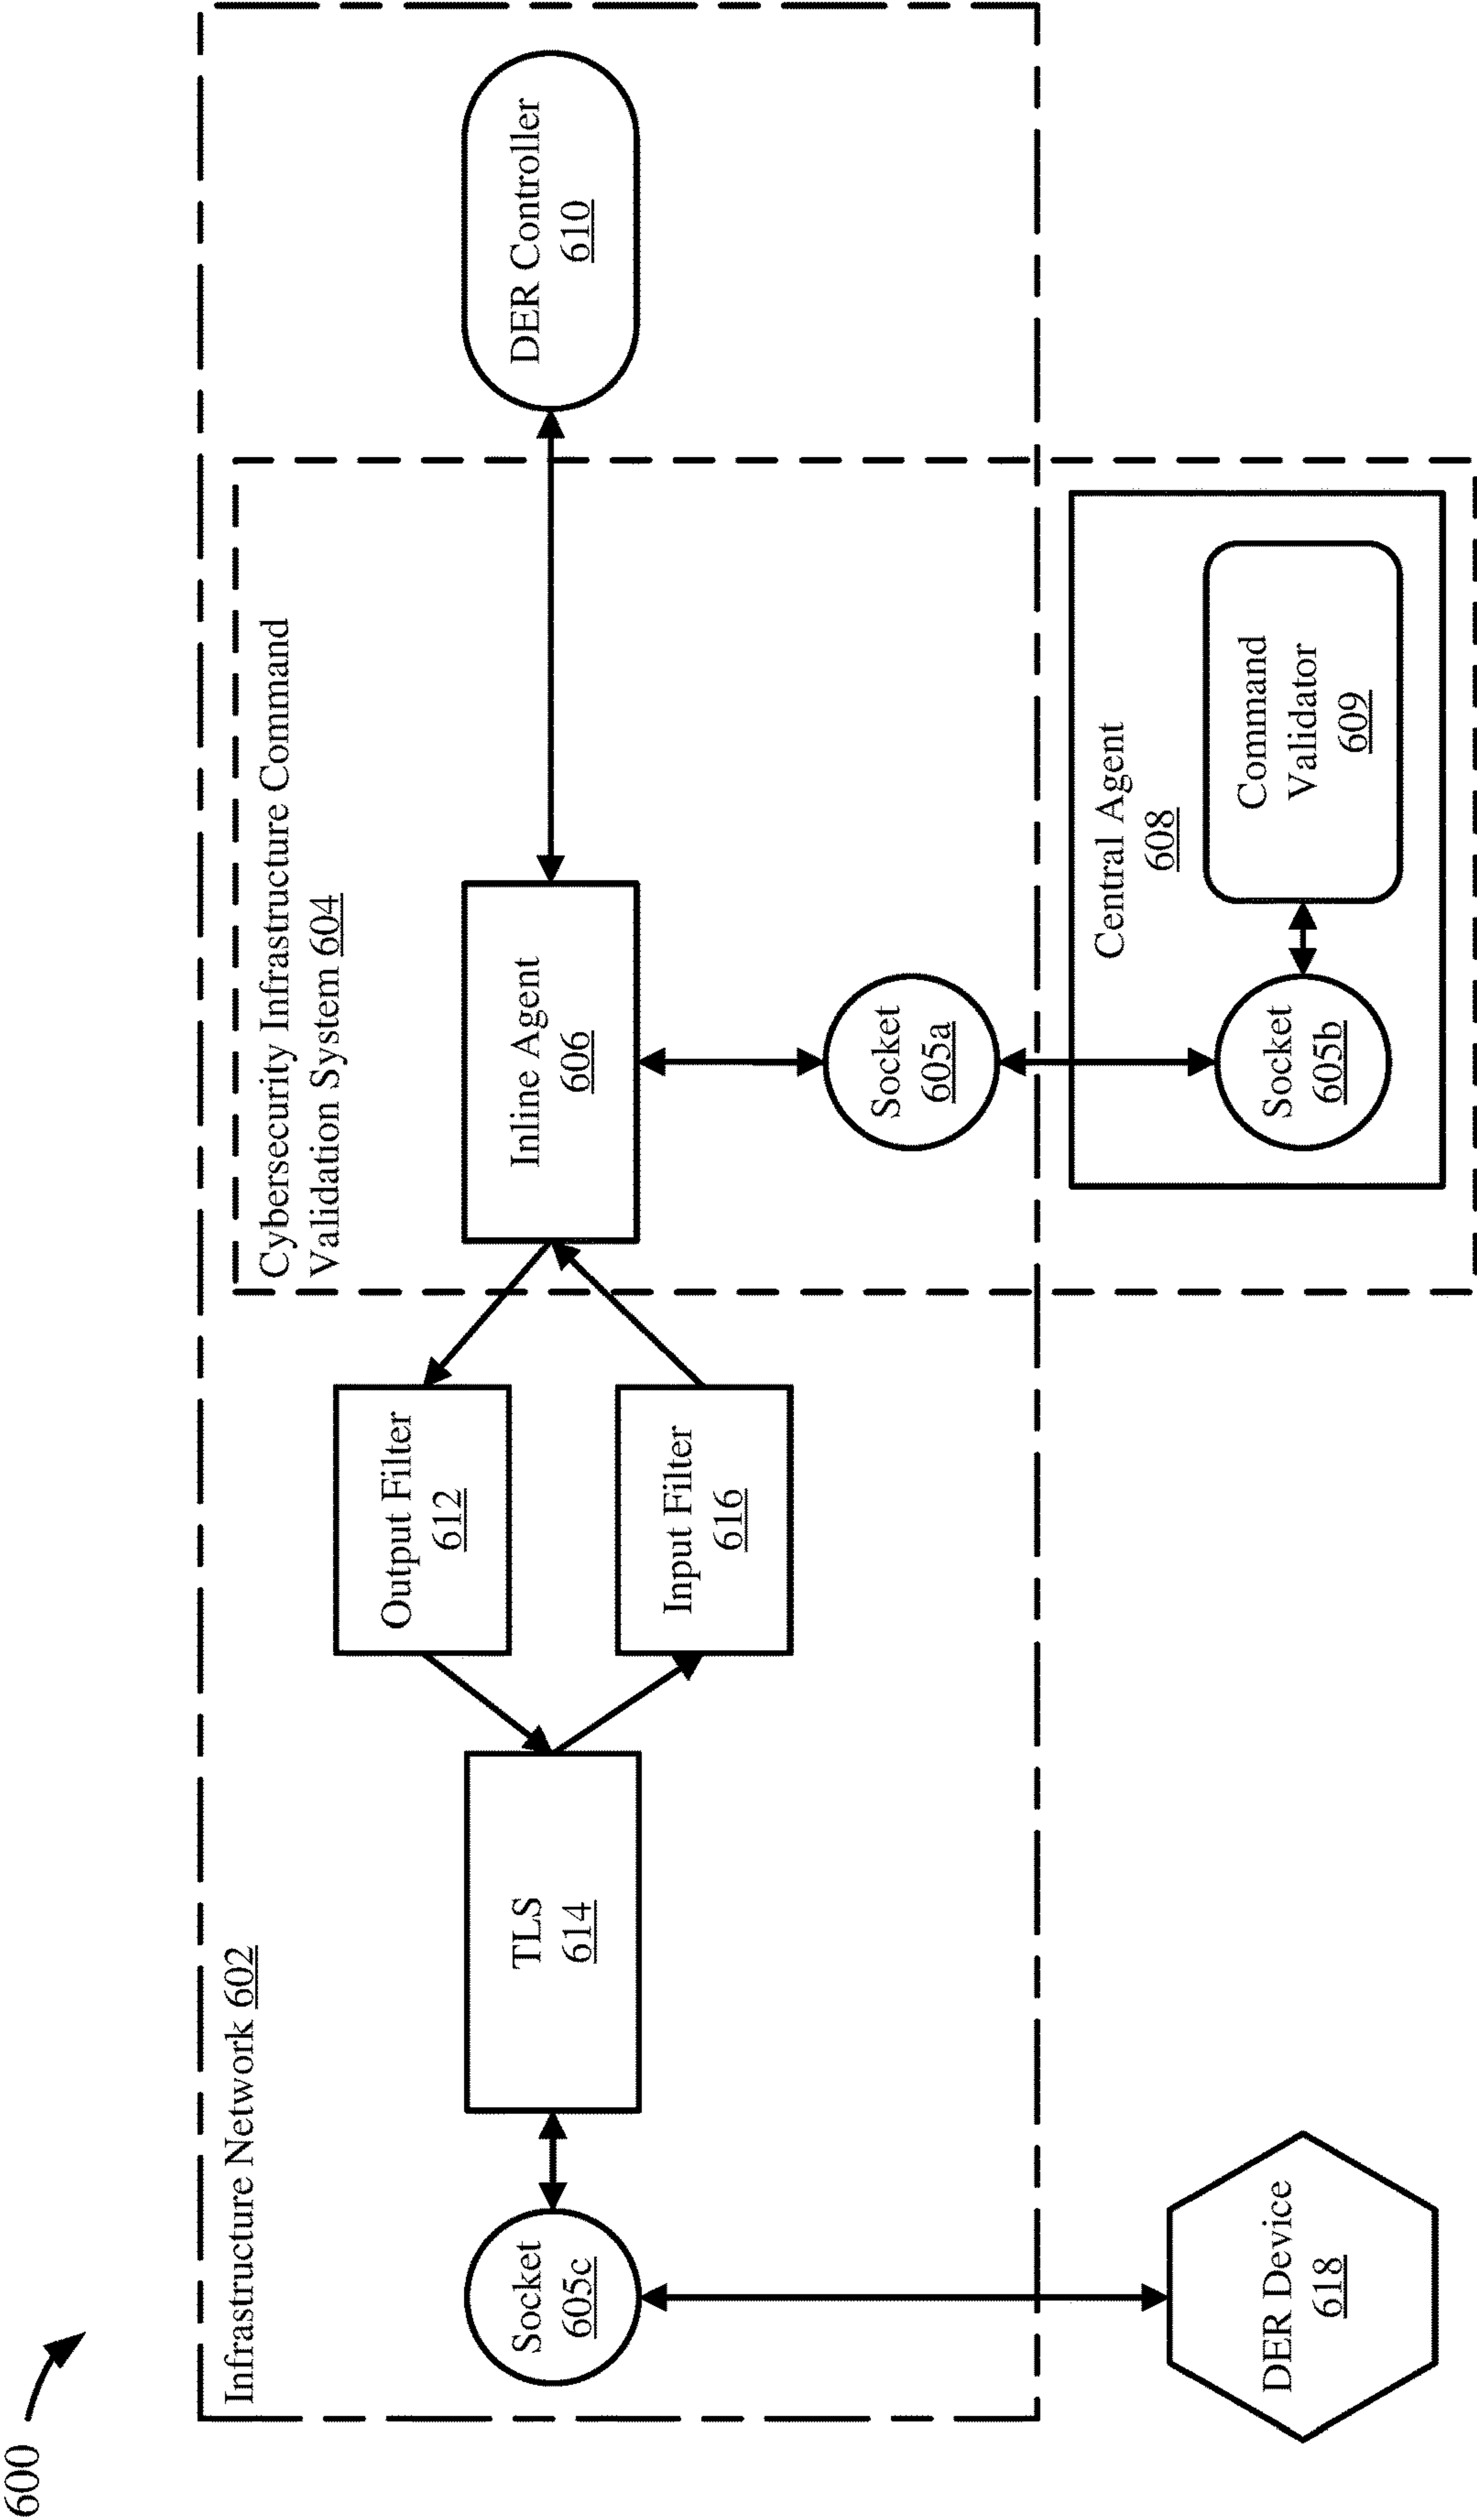 600
Infrastructure Network 602
Cybersecurity Infrastructure Command
Validation System 604
Socket
605c
TLS
614
Output Filter
612
Input Filter
616
Inline Agent
606
DER Controller
610
Socket
605a
DER Device
618
Central Agent
608
Socket
605b
Command
Validator
609